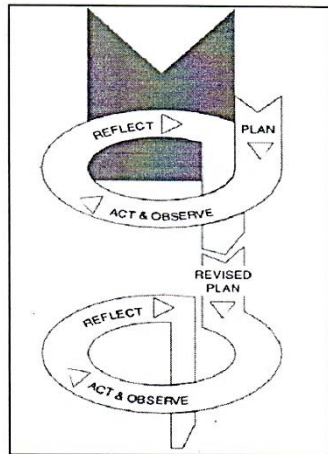 REFLECT
PLAN
ACT & OBSERVE
REVISED
PLAN
REFLECT
ACT & OBSERVE